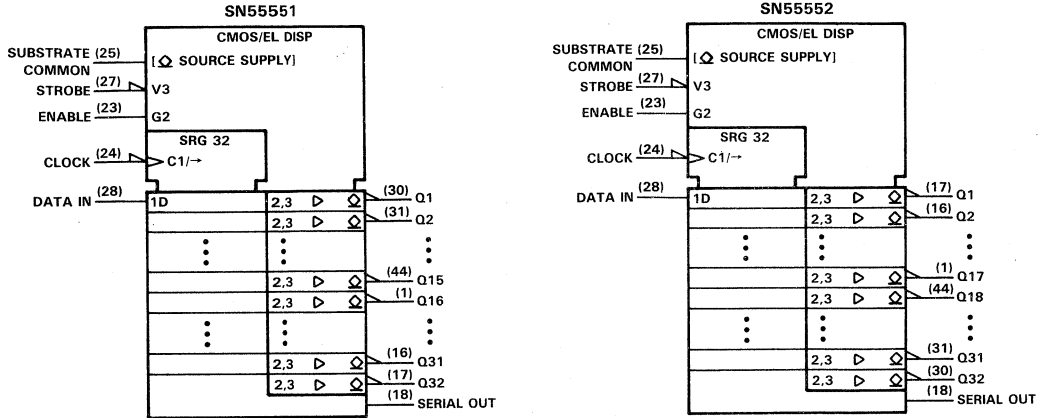 SN55551
CMOS/EL DISP
SUBSTRATE (25)
COMMON
[◇ SOURCE SUPPLY]
STROBE (27) V3
ENABLE (23) G2
SRG 32
CLOCK (24) C1/→
DATA IN (28) 1D
2,3 ▷ ◇ (30) Q1
2,3 ▷ ◇ (31) Q2
2,3 ▷ ◇ (44) Q15
2,3 ▷ ◇ (1) Q16
2,3 ▷ ◇ (16) Q31
2,3 ▷ ◇ (17) Q32
(18) SERIAL OUT
SN55552
CMOS/EL DISP
SUBSTRATE (25)
COMMON
[◇ SOURCE SUPPLY]
STROBE (27) V3
ENABLE (23) G2
SRG 32
CLOCK (24) C1/→
DATA IN (28) 1D
2,3 ▷ ◇ (17) Q1
2,3 ▷ ◇ (16) Q2
2,3 ▷ ◇ (1) Q17
2,3 ▷ ◇ (44) Q18
2,3 ▷ ◇ (31) Q31
2,3 ▷ ◇ (30) Q32
(18) SERIAL OUT